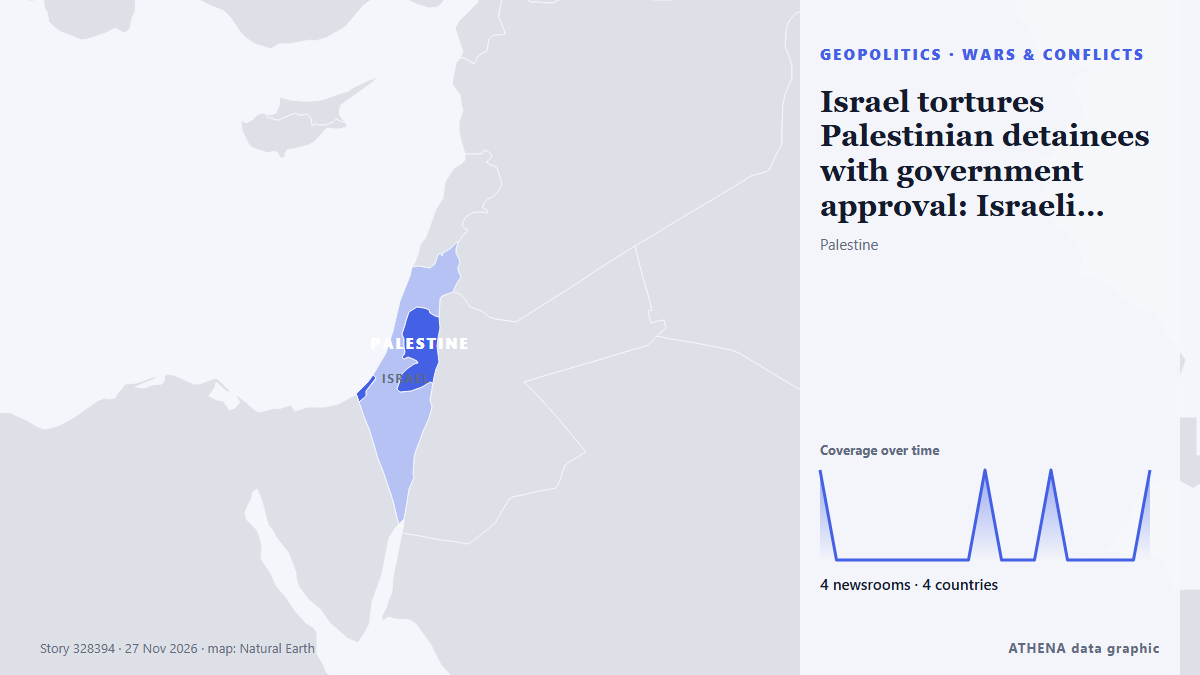 GEOPOLITICS · WARS & CONFLICTS
Israel tortures
Palestinian detainees
with government
approval: Israeli...
Palestine
PALESTINE
ISRAEL
Coverage over time
4 newsrooms · 4 countries
Story 328394 · 27 Nov 2026 · map: Natural Earth
ATHENA data graphic